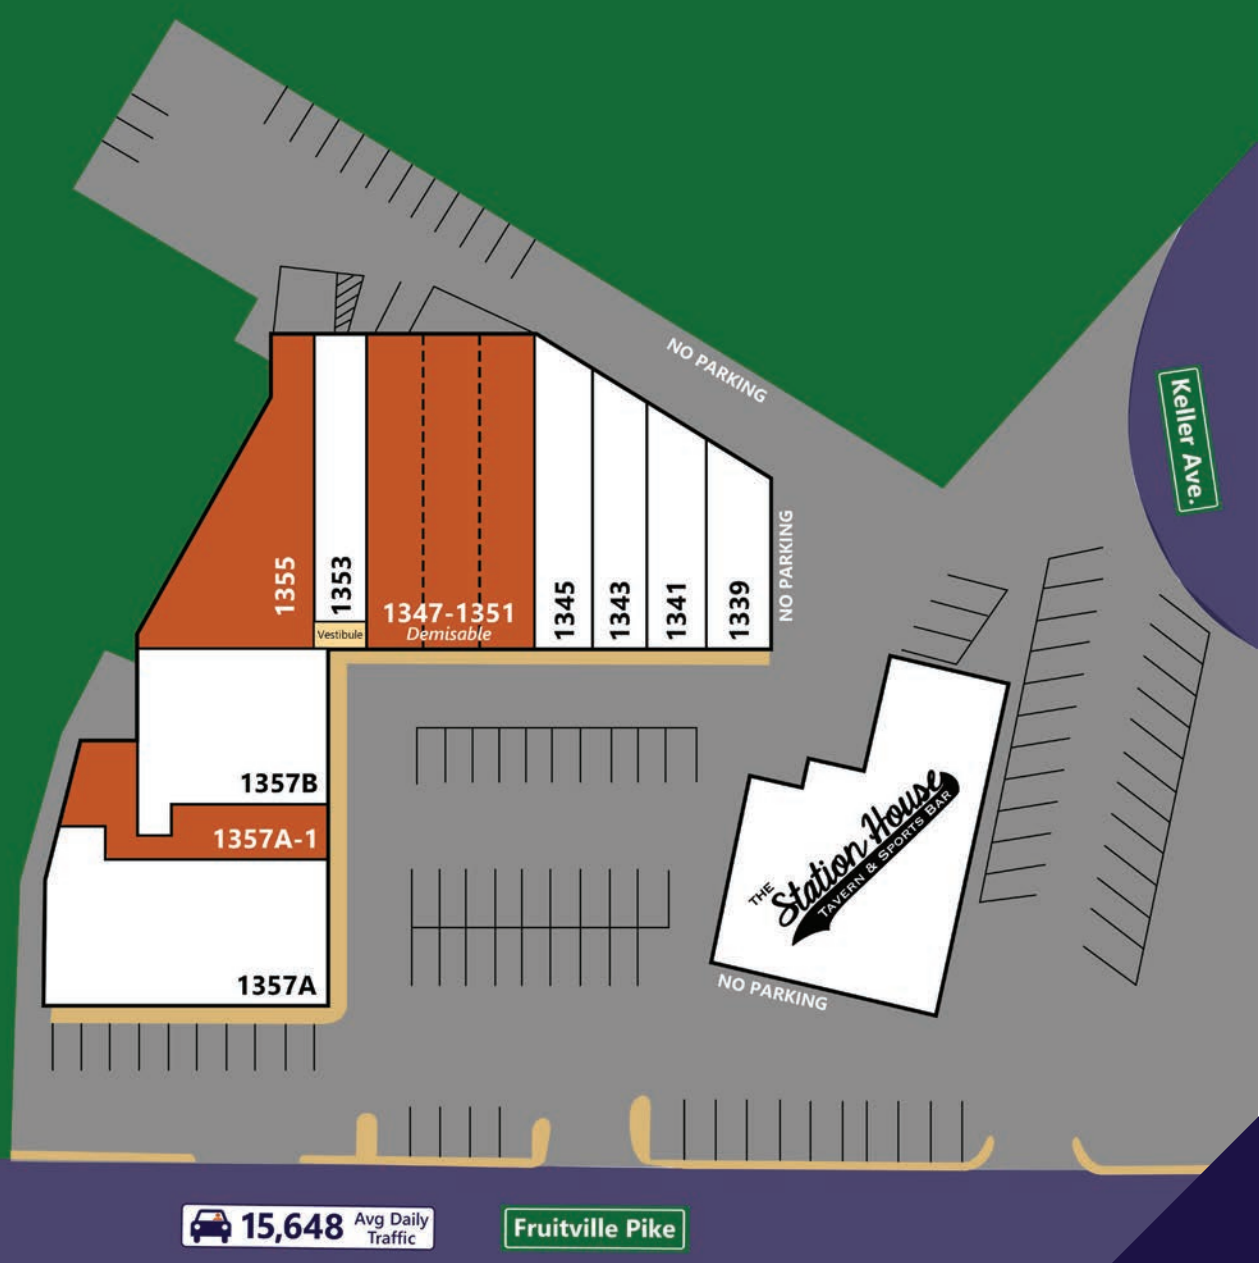 NO PARKING
Keller Ave.
1355
1353
Vestibule
1347-1351
Demisable
1345
1343
1341
1339
NO PARKING
1357B
1357A-1
1357A
THE
Station House
TAVERN & SPORTS BAR
NO PARKING
15,648
Avg Daily
Traffic
Fruitville Pike